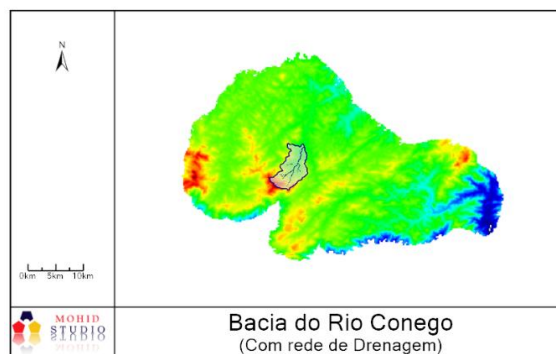 N
0km 5km 10km
MOHID
STUDIO
Bacia do Rio Conego
(Com rede de Drenagem)